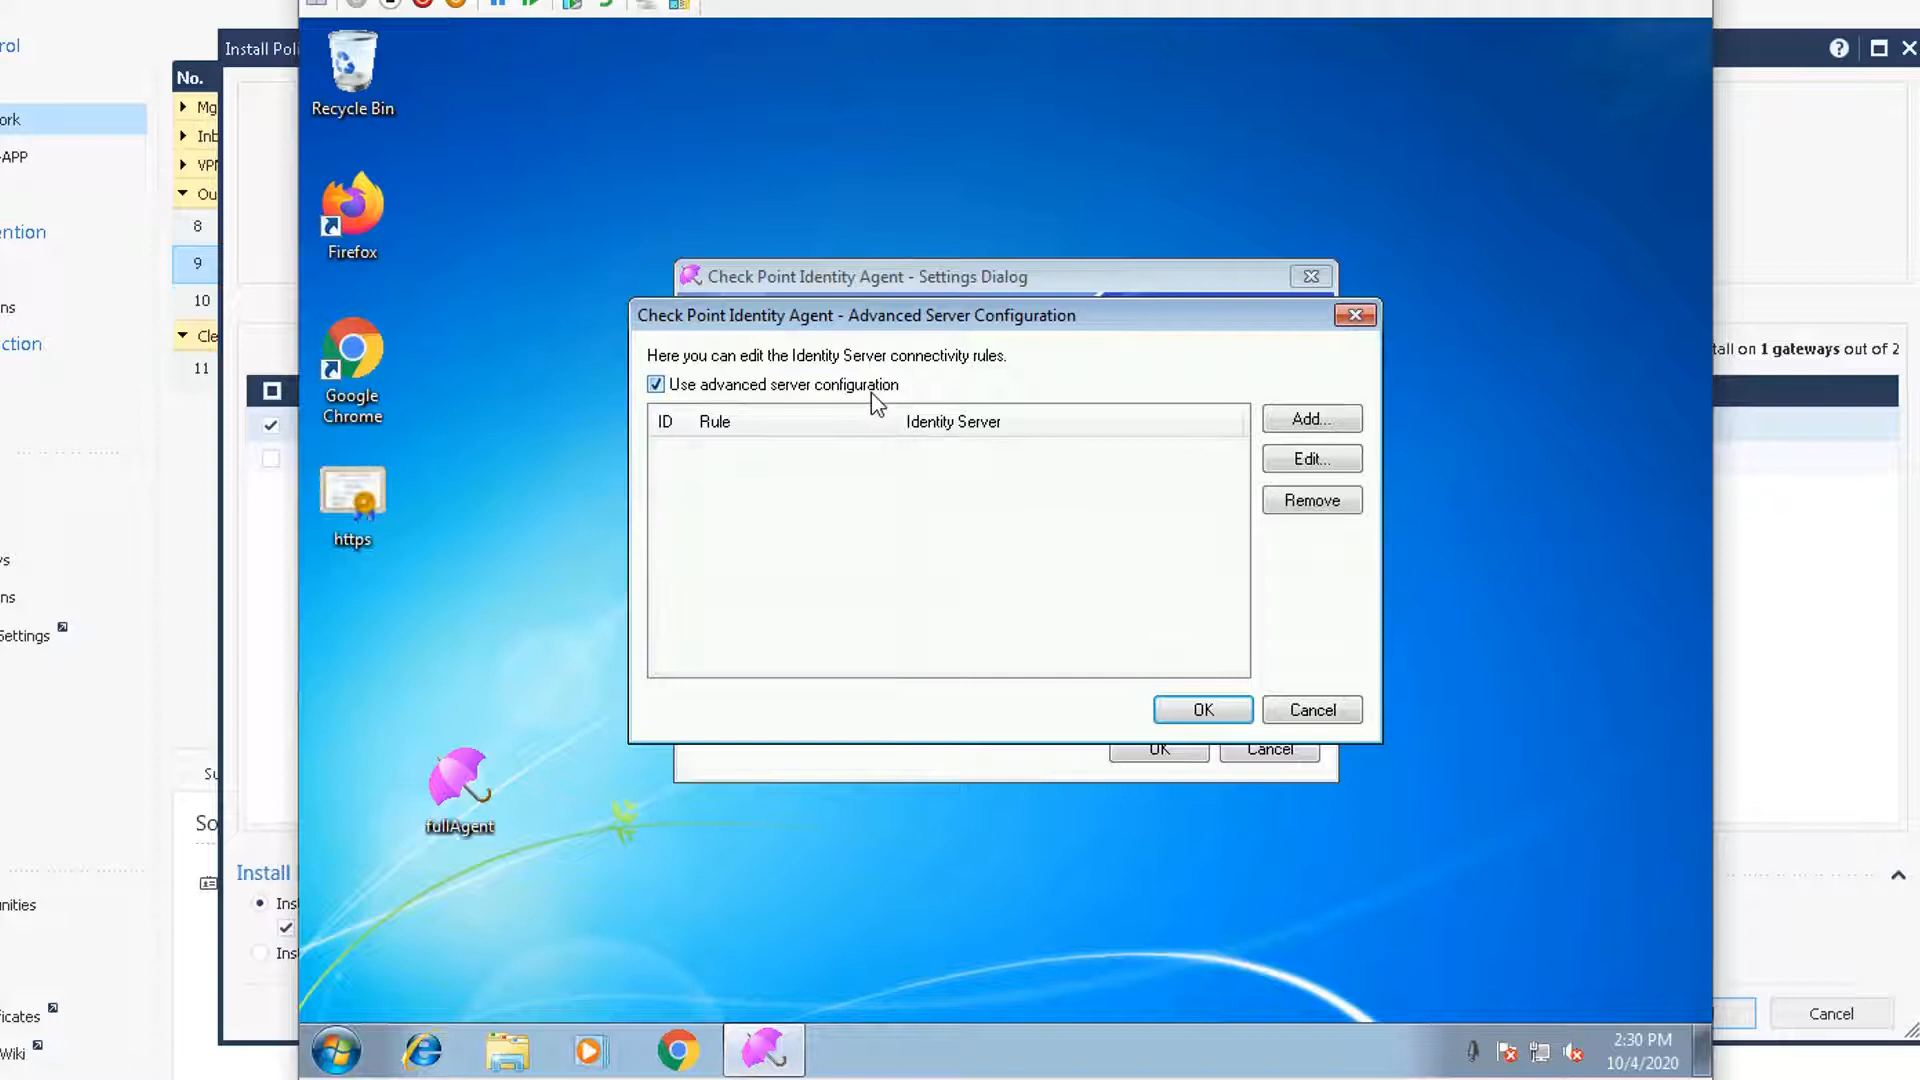 rol
Install Poli
No.
Mg
ork
Inb
-APP
VPN
Ou
8
ention
9
10
ns
Cle
ction
11
tall on 1 gateways out of 2
Recycle Bin
Firefox
Google
Chrome
https
fullAgent
Check Point Identity Agent - Settings Dialog
Check Point Identity Agent - Advanced Server Configuration
Here you can edit the Identity Server connectivity rules.
Use advanced server configuration
ID Rule Identity Server
Add...
Edit...
Remove
OK Cancel
OK Cancel
ys
ns
Settings
Su
So
Install
Ins
Ins
nities
ficates
Wiki
Cancel
2:30 PM
10/4/2020